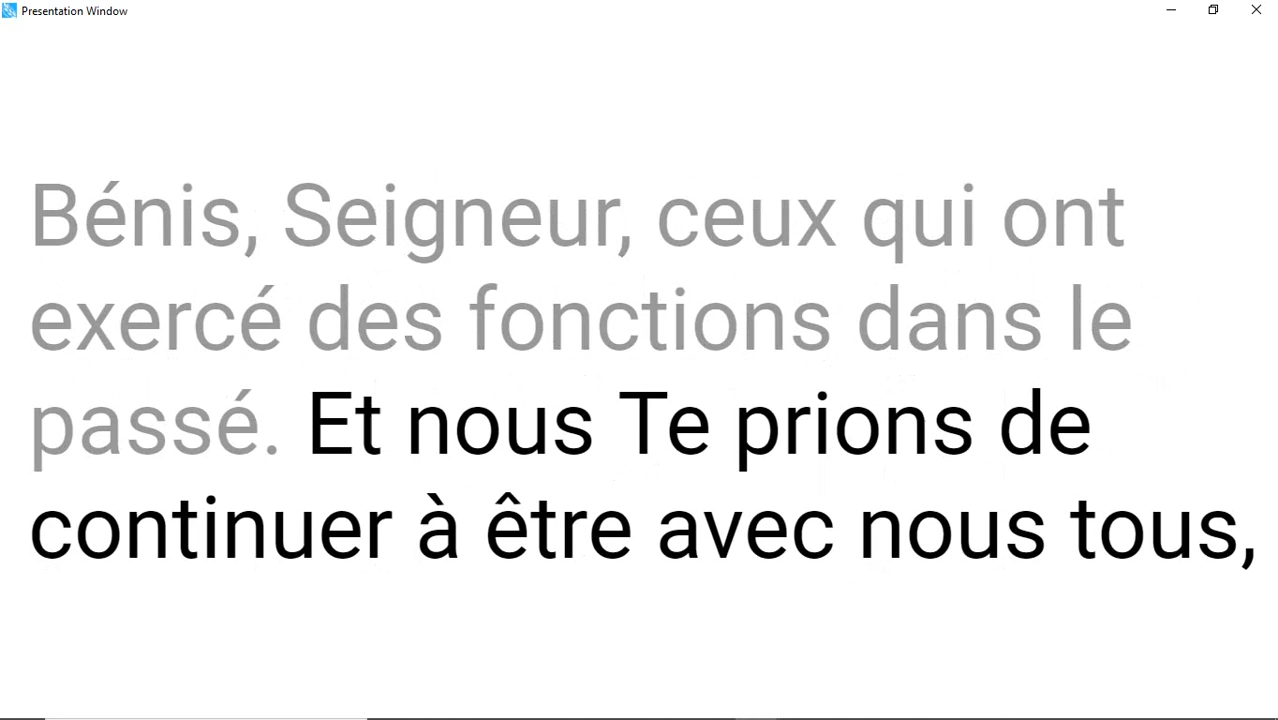 Presentation Window
Bénis, Seigneur, ceux qui ont
exercé des fonctions dans le
passé. Et nous Te prions de
continuer à être avec nous tous,